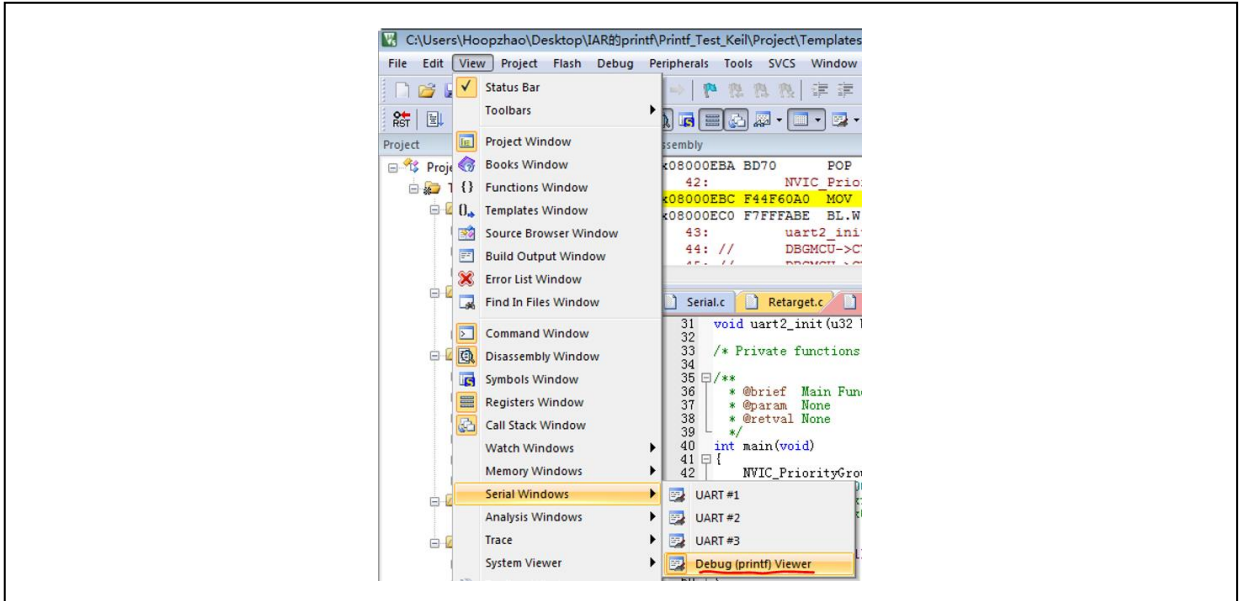 C:\Users\Hoopzhao\Desktop\IAR的printf\Printf_Test_Keil\Project\Templates
File Edit View Project Flash Debug Peripherals Tools SVCS Window
Status Bar
Toolbars
RST
Project
Project Window
Books Window
Functions Window
Templates Window
Source Browser Window
Build Output Window
Error List Window
Find In Files Window
Command Window
Disassembly Window
Symbols Window
Registers Window
Call Stack Window
Watch Windows
Memory Windows
Serial Windows
Analysis Windows
Trace
System Viewer
Proje
ssembly
x08000EBA BD70 POP
42: NVIC_Prio
x08000EBC F44F60A0 MOV
x08000EC0 F7FFFABE BL.W
43: uart2_ini
44: // DBGMCU->C
Serial.c Retarget.c
31 void uart2_init(u32
32
33 /* Private functions
34
35 /**
36 * @brief Main Fun
37 * @param None
38 * @retval None
39 */
40 int main(void)
41 {
42 NVIC_PriorityGrou
UART #1
UART #2
UART #3
Debug (printf) Viewer